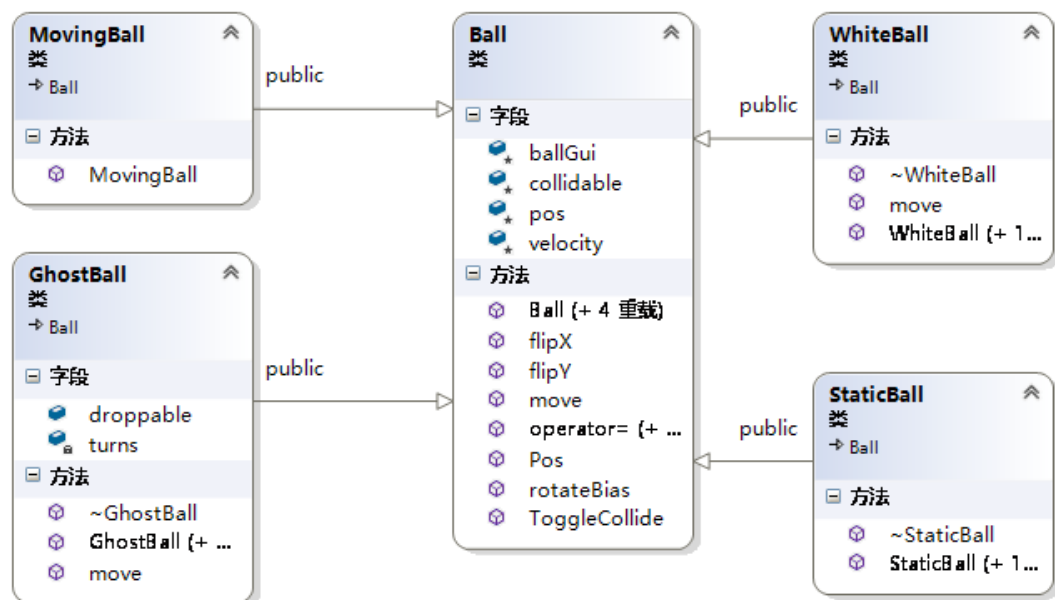 MovingBall
类
Ball
方法
MovingBall
public
GhostBall
类
Ball
字段
droppable
turns
方法
~GhostBall
GhostBall (+ ...
move
public
Ball
类
字段
ballGui
collidable
pos
velocity
方法
Ball (+ 4 重载)
flipX
flipY
move
operator= (+ ...
Pos
rotateBias
ToggleCollide
public
WhiteBall
类
Ball
方法
~WhiteBall
move
WhiteBall (+ 1...
public
StaticBall
类
Ball
方法
~StaticBall
StaticBall (+ 1...